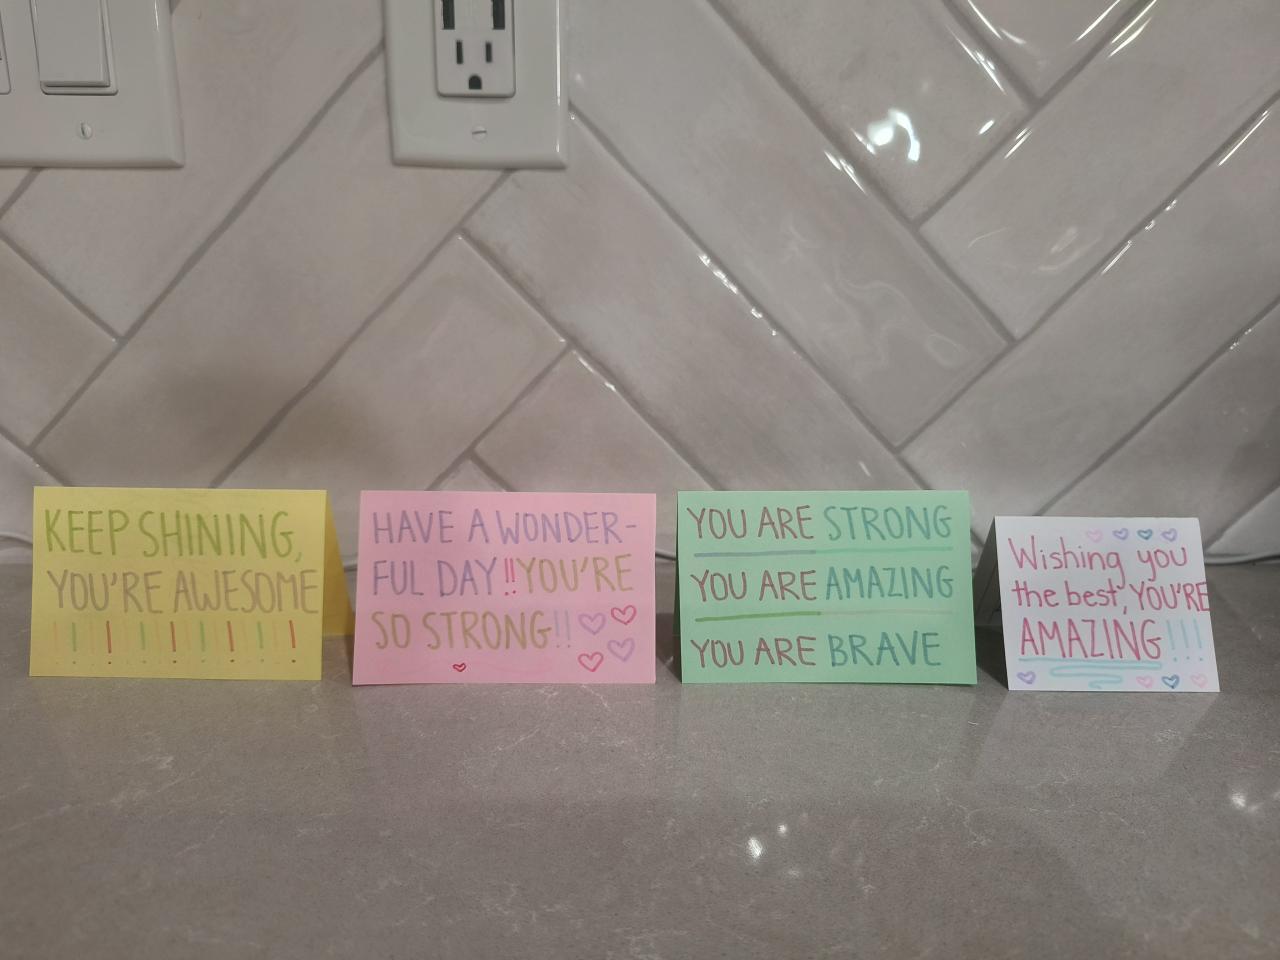 KEEP SHINING,
YOU'RE AWESOME
!!!!!!!!!!!!!!!
HAVE A WONDER-
FUL DAY!! YOU'RE
SO STRONG!!
YOU ARE STRONG
YOU ARE AMAZING
YOU ARE BRAVE
Wishing you
the best, YOU'RE
AMAZING!!!